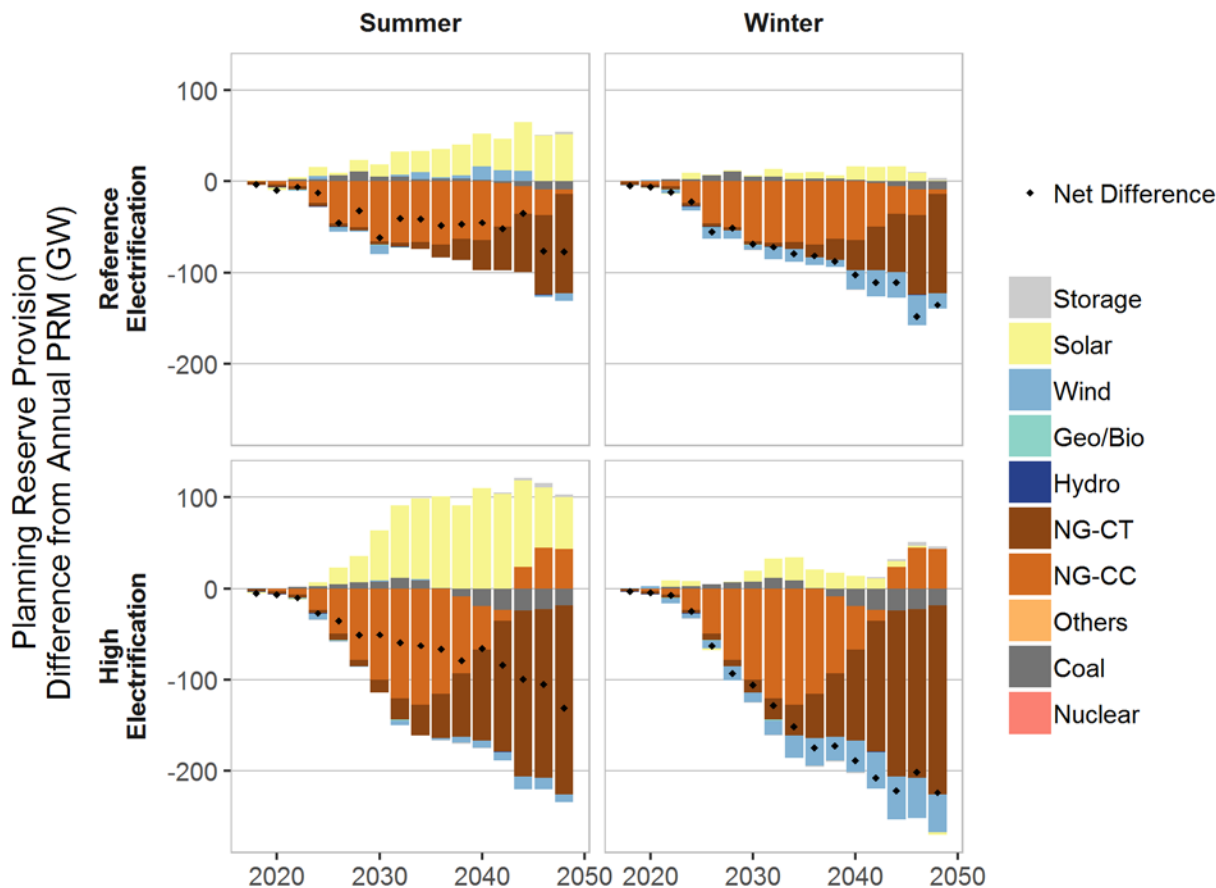 Summer
Winter
Planning Reserve Provision
Difference from Annual PRM (GW)
Reference
Electrification
100
0
-100
-200
High
Electrification
100
0
-100
-200
2020
2030
2040
2050
2020
2030
2040
2050
Net Difference
Storage
Solar
Wind
Geo/Bio
Hydro
NG-CT
NG-CC
Others
Coal
Nuclear